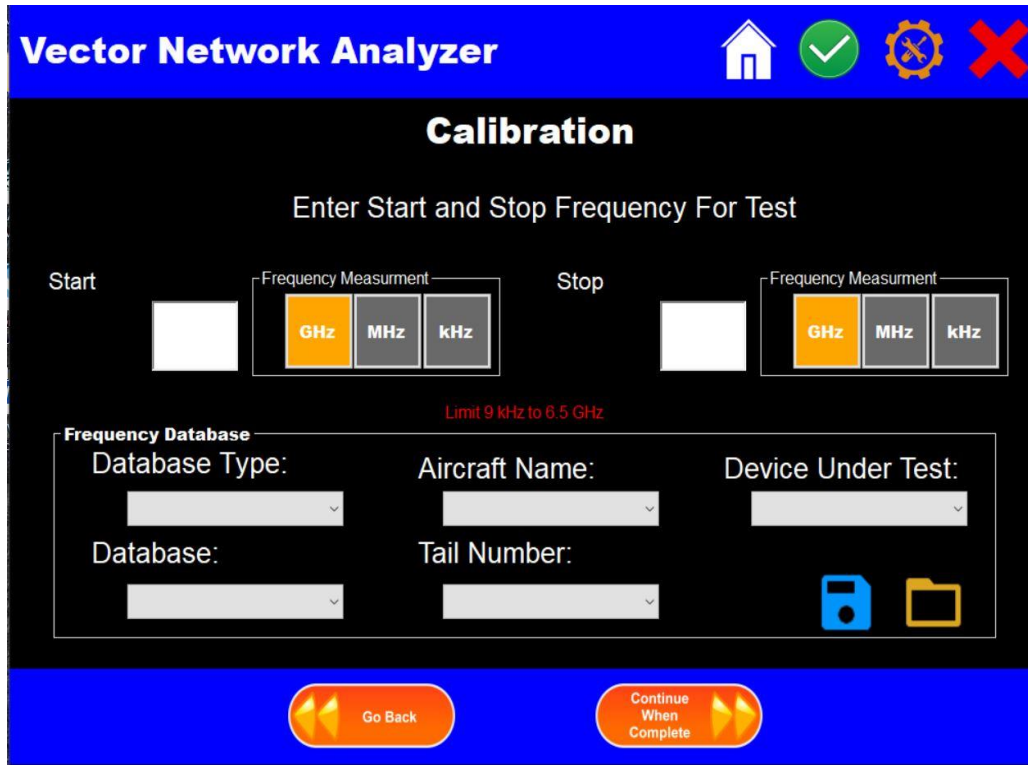 Vector Network Analyzer
Calibration
Enter Start and Stop Frequency For Test
Start
Frequency Measurment
GHz MHz kHz
Stop
Frequency Measurment
GHz MHz kHz
Limit 9 kHz to 6.5 GHz
Frequency Database
Database Type:
Aircraft Name:
Device Under Test:
Database:
Tail Number:
Go Back
Continue
When
Complete